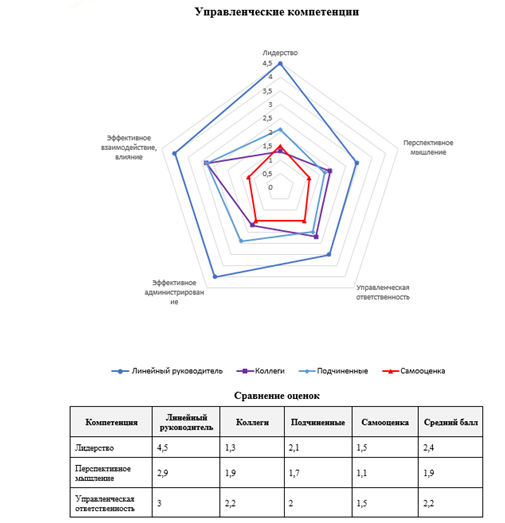 Управленческие компетенции
Лидерство
4,5
4
3,5
3
2,5
2
1,5
1
0,5
0
Перспективное
мышление
Эффективное
взаимодействие,
влияние
Эффективное
администрирован
ие
Управленческая
ответственность
Линейный руководитель
Коллеги
Подчиненные
Самооценка
Сравнение оценок
Компетенция Линейный руководитель Коллеги Подчиненные Самооценка Средний балл
Лидерство 4,5 1,3 2,1 1,5 2,4
Перспективное мышление 2,9 1,9 1,7 1,1 1,9
Управленческая ответственность 3 2,2 2 1,5 2,2